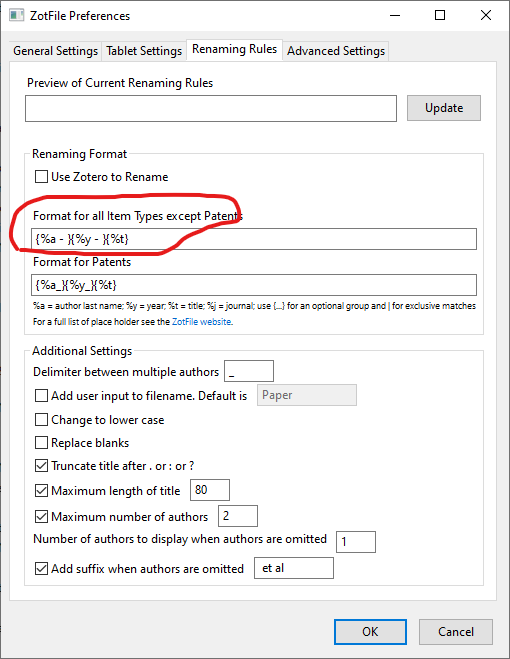 ZotFile Preferences
General Settings Tablet Settings Renaming Rules Advanced Settings
Preview of Current Renaming Rules
Update
Renaming Format
Use Zotero to Rename
Format for all Item Types except Patents
{%a - }{%y - }{%t}
Format for Patents
{%a_}{%y_}{%t}
%a = author last name; %y = year; %t = title; %j = journal; use {...} for an optional group and | for exclusive matches
For a full list of place holder see the ZotFile website.
Additional Settings
Delimiter between multiple authors _
Add user input to filename. Default is Paper
Change to lower case
Replace blanks
Truncate title after . or : or ?
Maximum length of title 80
Maximum number of authors 2
Number of authors to display when authors are omitted 1
Add suffix when authors are omitted et al
OK Cancel